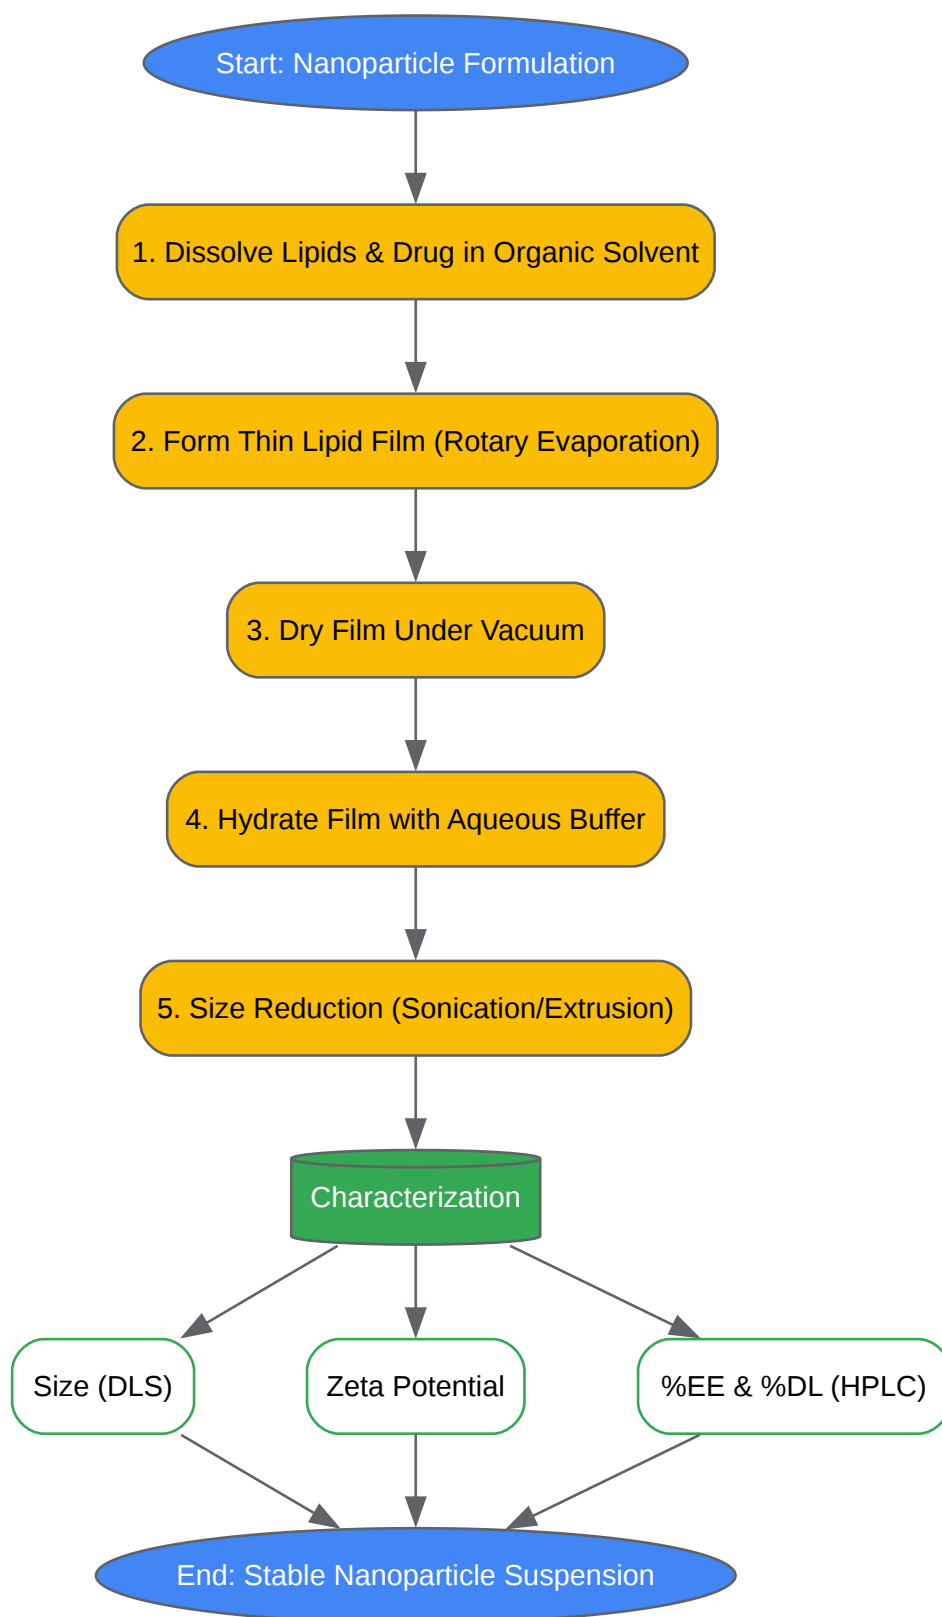 Start: Nanoparticle Formulation
1. Dissolve Lipids & Drug in Organic Solvent
2. Form Thin Lipid Film (Rotary Evaporation)
3. Dry Film Under Vacuum
4. Hydrate Film with Aqueous Buffer
5. Size Reduction (Sonication/Extrusion)
Characterization
Size (DLS)
Zeta Potential
%EE & %DL (HPLC)
End: Stable Nanoparticle Suspension